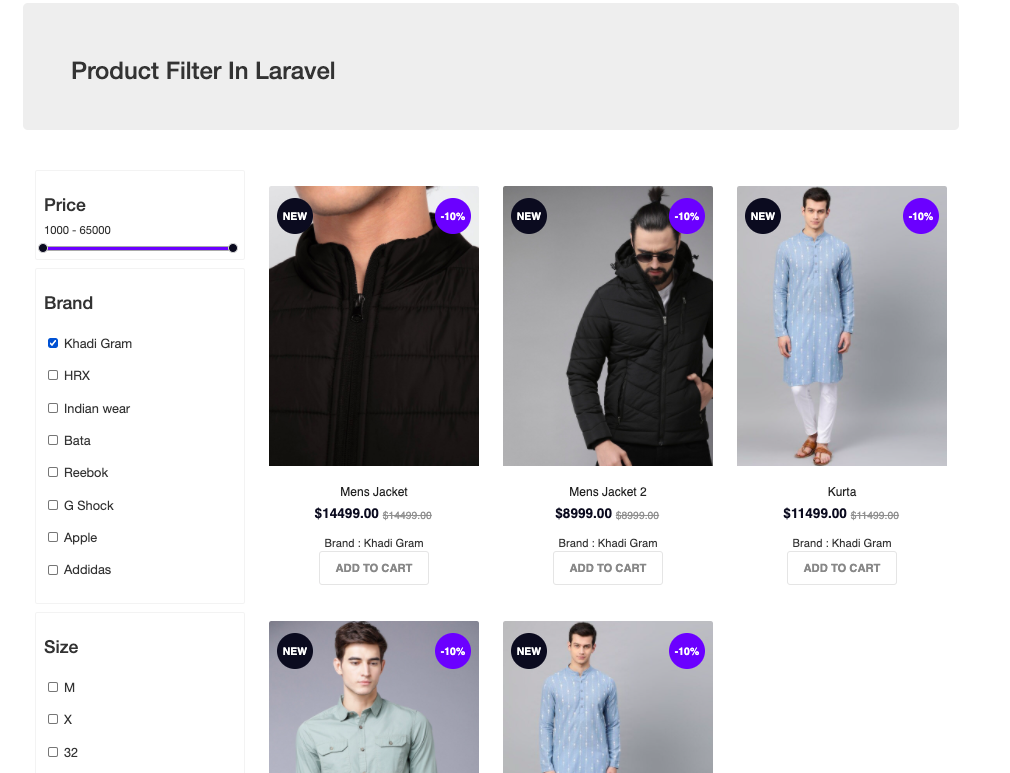 Product Filter In Laravel
Price
1000 - 65000
Brand
Khadi Gram
HRX
Indian wear
Bata
Reebok
G Shock
Apple
Addidas
Size
M
X
32
NEW
-10%
Mens Jacket
$14499.00 $14499.00
Brand : Khadi Gram
ADD TO CART
NEW
-10%
Mens Jacket 2
$8999.00 $8999.00
Brand : Khadi Gram
ADD TO CART
NEW
-10%
Kurta
$11499.00 $11499.00
Brand : Khadi Gram
ADD TO CART
NEW
-10%
NEW
-10%